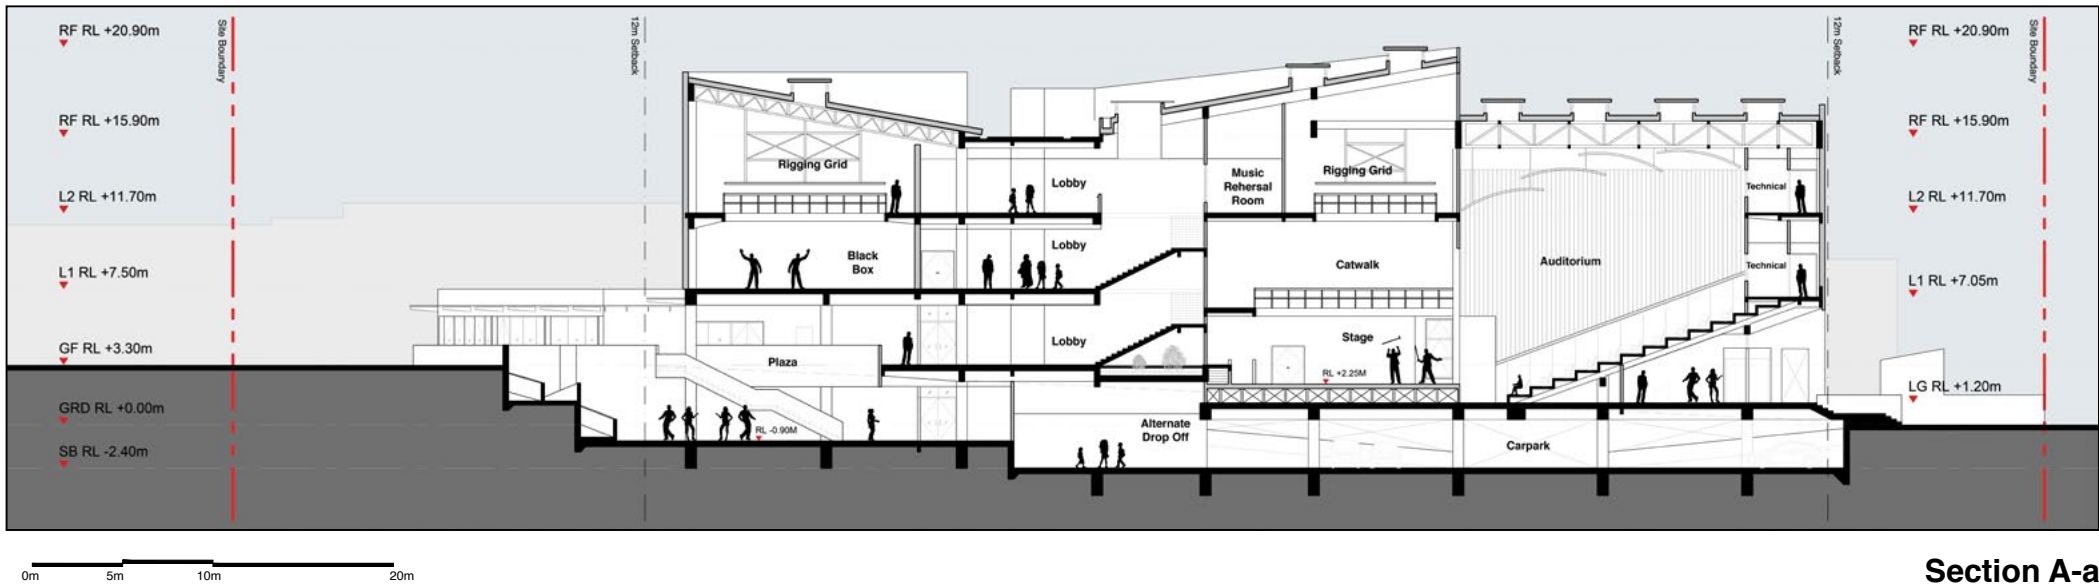 RF RL +20.90m
Site Boundary
12m Setback
12m Setback
RF RL +20.90m
Site Boundary
RF RL +15.90m
RF RL +15.90m
Rigging Grid
Lobby
Music
Rehersal
Room
Rigging Grid
Technical
L2 RL +11.70m
L2 RL +11.70m
Lobby
Black
Box
Catwalk
Auditorium
Technical
L1 RL +7.50m
L1 RL +7.05m
GF RL +3.30m
Plaza
Lobby
Stage
RL +2.25M
LG RL +1.20m
GRD RL +0.00m
RL -0.90M
Alternate
Drop Off
Carpark
SB RL -2.40m
0m 5m 10m 20m
Section A-a